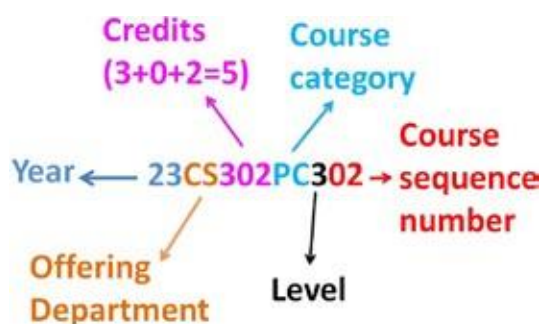 Credits
(3+0+2=5)
Course
category
Year
23CS302PC302
Course
sequence
number
Offering
Department
Level